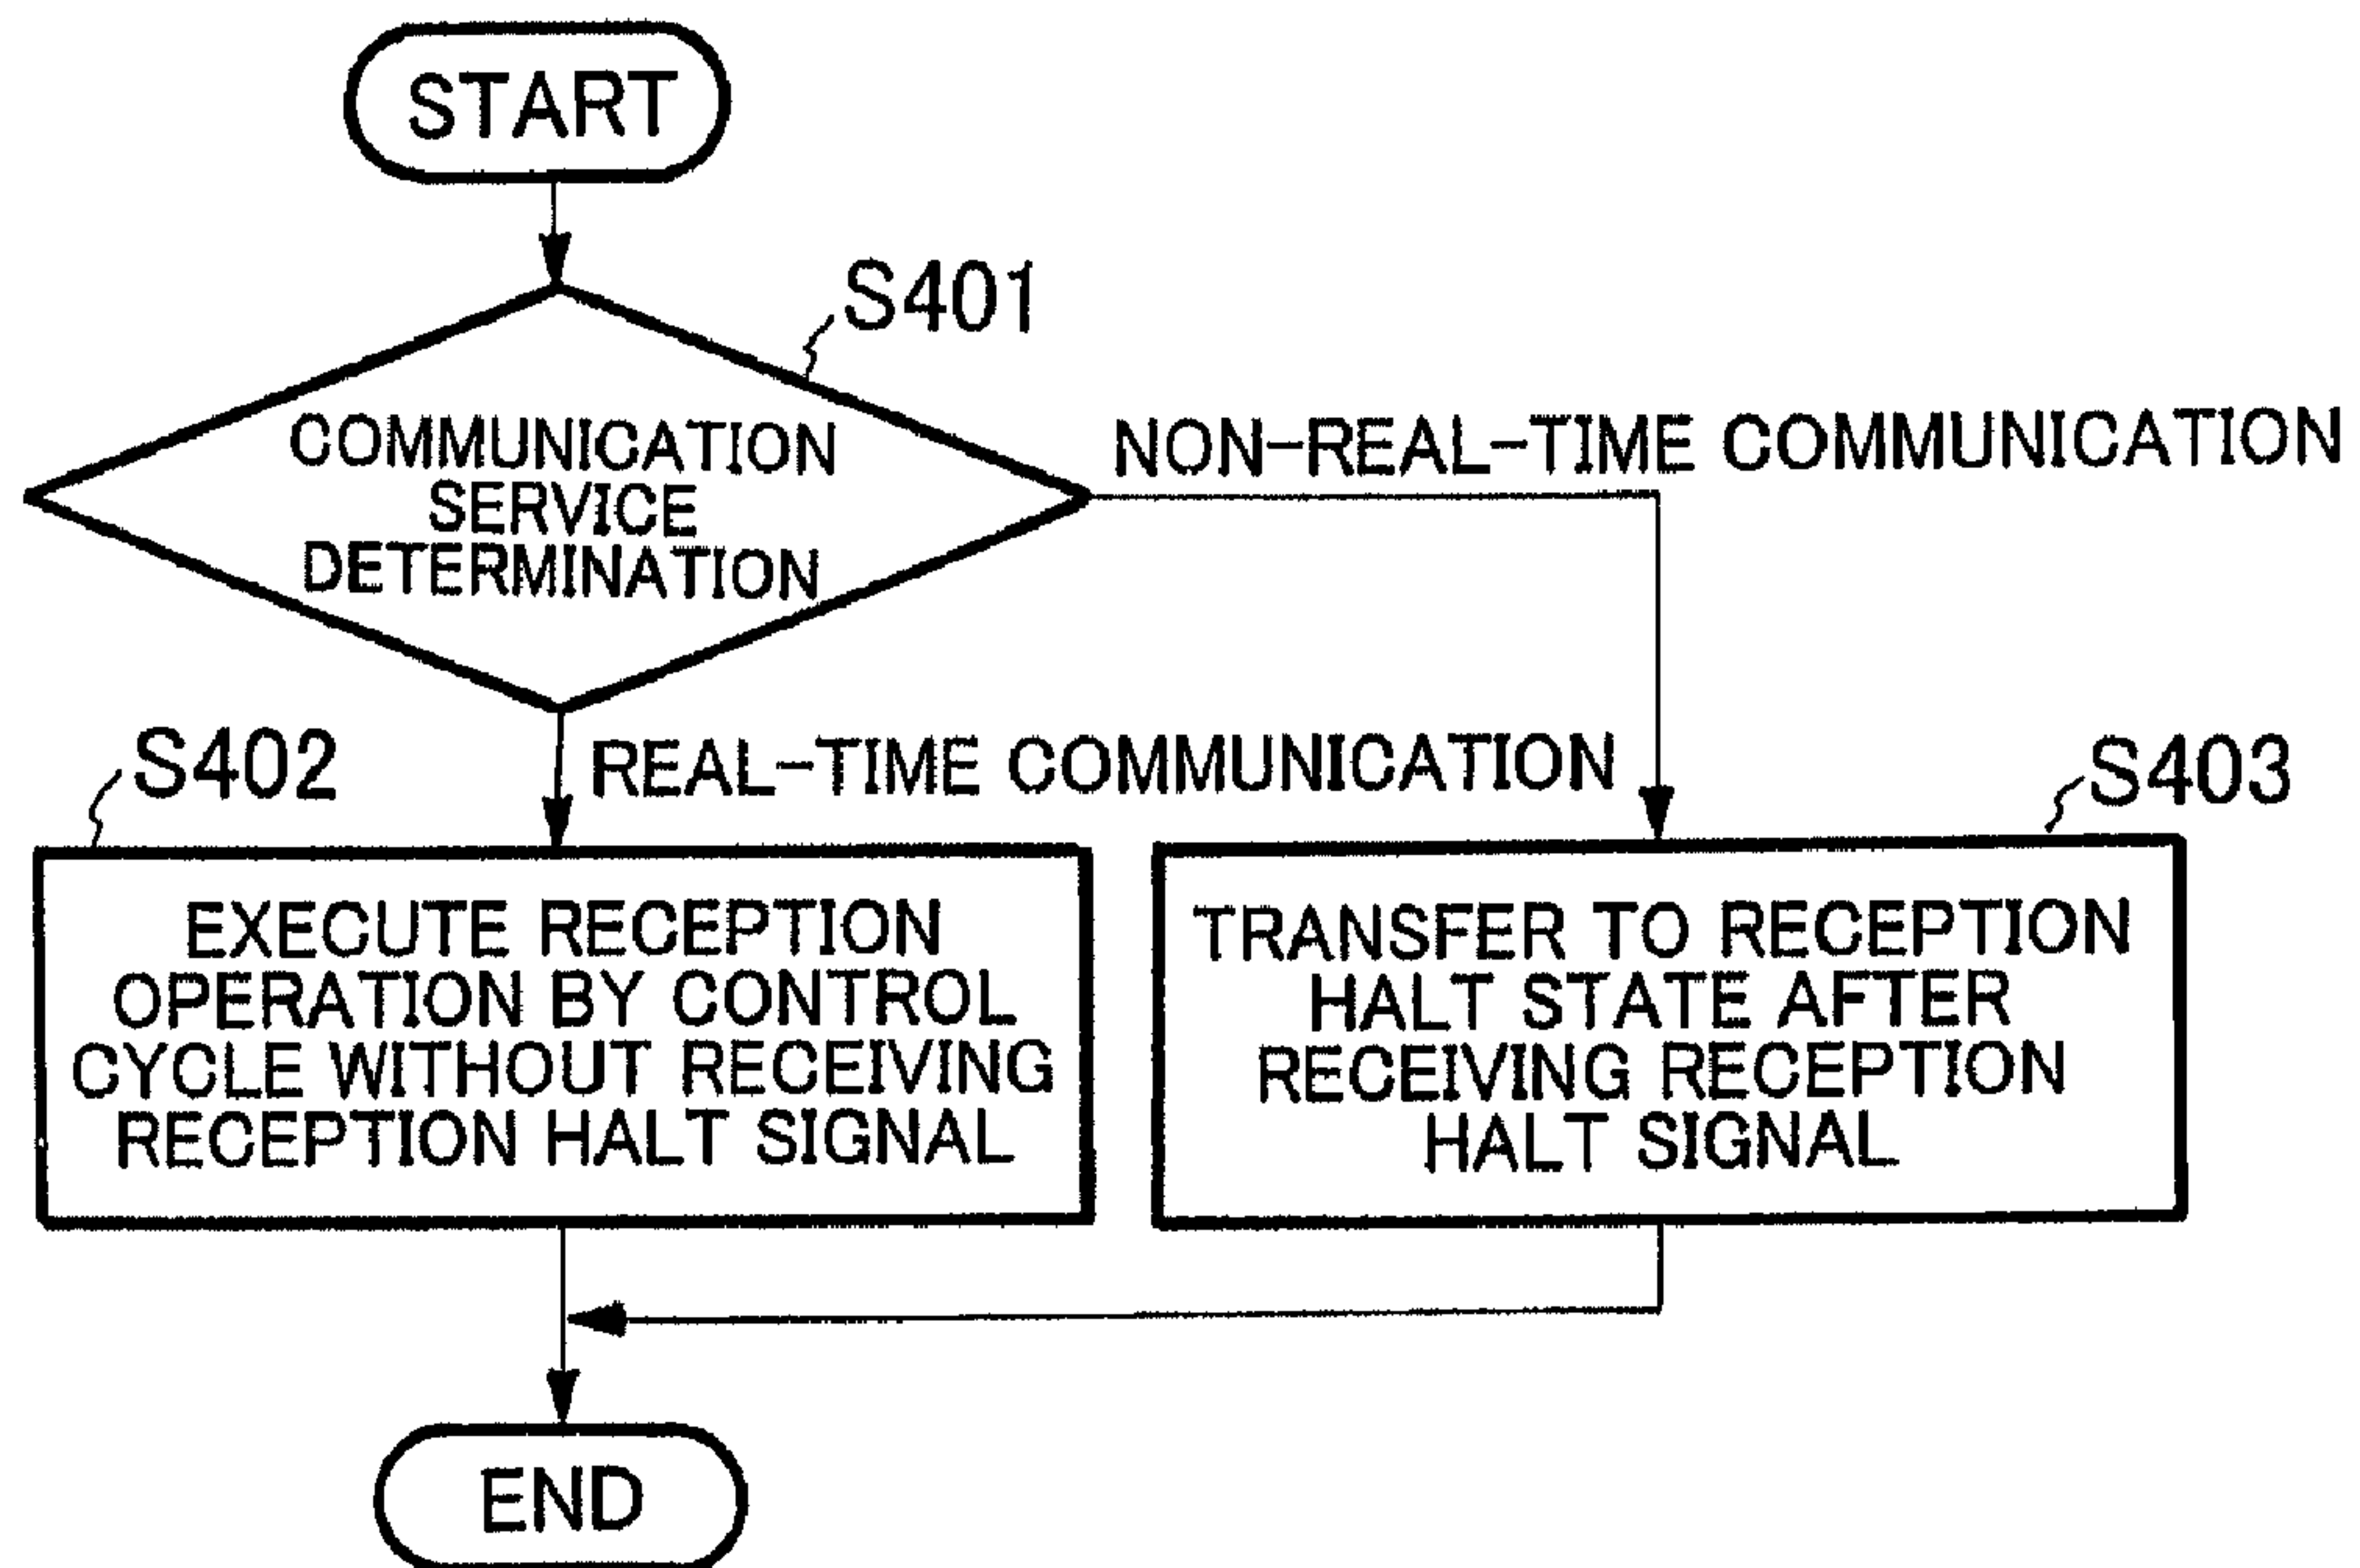 START
S401
COMMUNICATION
SERVICE
DETERMINATION
NON-REAL-TIME COMMUNICATION
REAL-TIME COMMUNICATION
S402
EXECUTE RECEPTION
OPERATION BY CONTROL
CYCLE WITHOUT RECEIVING
RECEPTION HALT SIGNAL
S403
TRANSFER TO RECEPTION
HALT STATE AFTER
RECEIVING RECEPTION
HALT SIGNAL
END